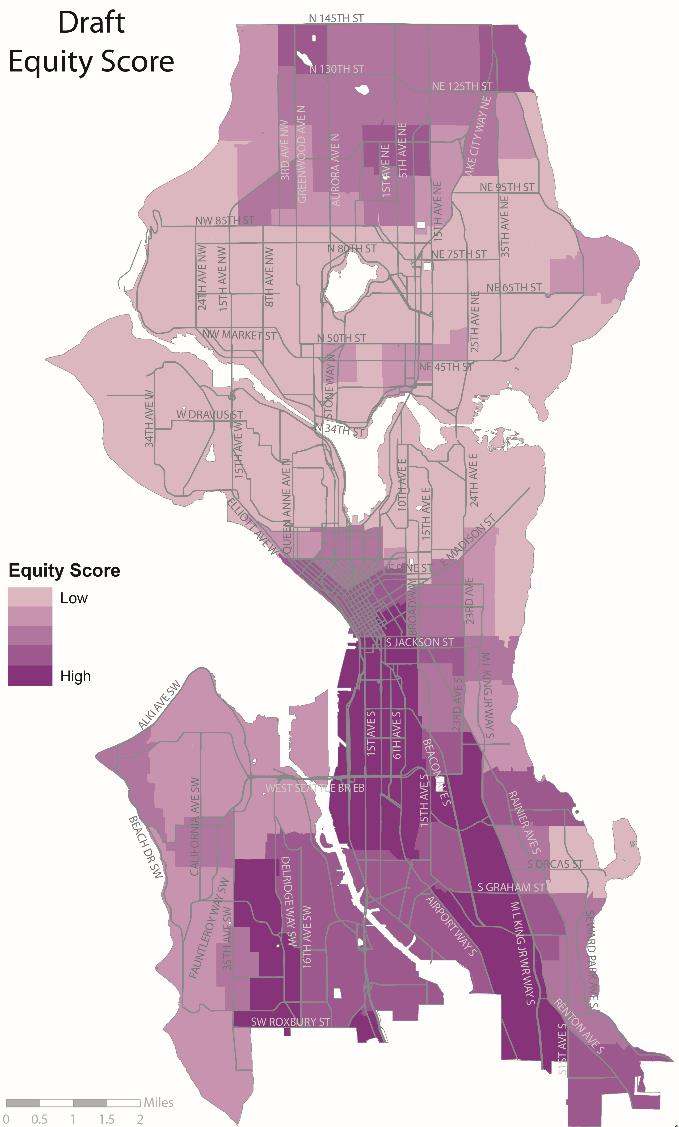 Draft
Equity Score
N 145TH ST
N 130TH ST
NE 125TH ST
3RD AVE NW
GREENWOOD AVE N
AURORA AVE N
1ST AVE NE
5TH AVE NE
15TH AVE NE
LAKE CITY WAY NE
NE 95TH ST
35TH AVE NE
NW 85TH ST
N 80TH ST
NE 75TH ST
24TH AVE NW
15TH AVE NW
8TH AVE NW
NE 65TH ST
25TH AVE NE
NW MARKET ST
N 50TH ST
NE 45TH ST
STONE WAY N
34TH AVE W
W DRAVUS ST
15TH AVE W
N 34TH ST
QUEEN ANNE AVE N
10TH AVE E
15TH AVE E
24TH AVE E
ELLIOTT AVE W
E MADISON ST
E PINE ST
BROADWAY
23RD AVE
Equity Score
Low
High
S JACKSON ST
M L KING JR WAY S
23RD AVE S
ALKI AVE SW
1ST AVE S
6TH AVE S
BEACON AVE S
15TH AVE S
WEST SEATTLE BR EB
CALIFORNIA AVE SW
BEACH DR SW
RAINIER AVE S
S ORCAS ST
S GRAHAM ST
DELRIDGE WAY SW
16TH AVE SW
35TH AVE SW
FAUNTLEROY WAY SW
AIRPORT WAY S
M L KING JR WR WAY S
SEWARD PARK AVE S
RENTON AVE S
51ST AVE S
SW ROXBURY ST
Miles
0 0.5 1 1.5 2